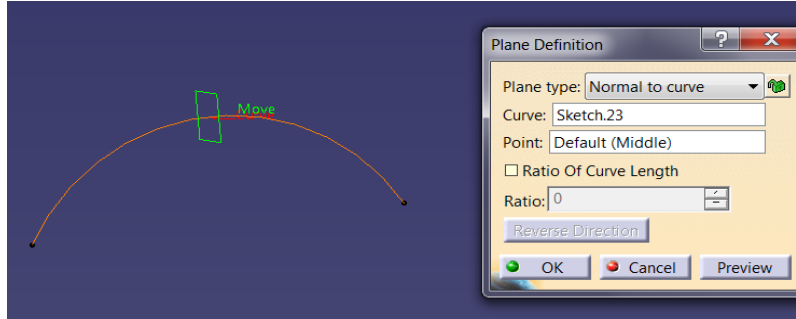 Move
Plane Definition
Plane type: Normal to curve
Curve: Sketch.23
Point: Default (Middle)
Ratio Of Curve Length
Ratio: 0
Reverse Direction
OK Cancel Preview